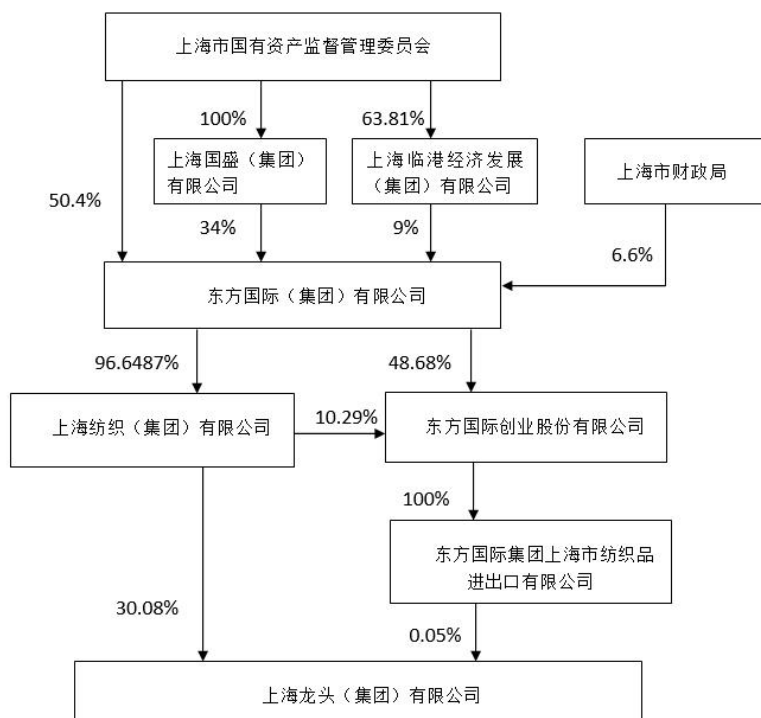 上海市国有资产监督管理委员会
100%
63.81%
上海国盛（集团）
有限公司
上海临港经济发展
（集团）有限公司
上海市财政局
50.4%
34%
9%
6.6%
东方国际（集团）有限公司
96.6487%
48.68%
上海纺织（集团）有限公司
10.29%
东方国际创业股份有限公司
100%
东方国际集团上海市纺织品
进出口有限公司
30.08%
0.05%
上海龙头（集团）有限公司